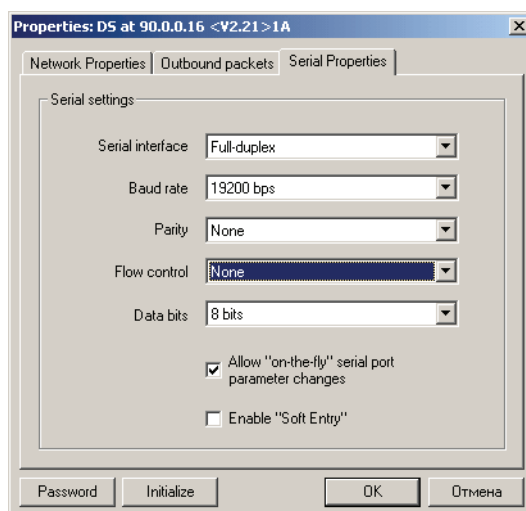 Properties: DS at 90.0.0.16 <V2.21>1A
Network Properties Outbound packets Serial Properties
Serial settings
Serial interface Full-duplex
Baud rate 19200 bps
Parity None
Flow control None
Data bits 8 bits
Allow "on-the-fly" serial port
parameter changes
Enable "Soft Entry"
Password Initialize OK Отмена